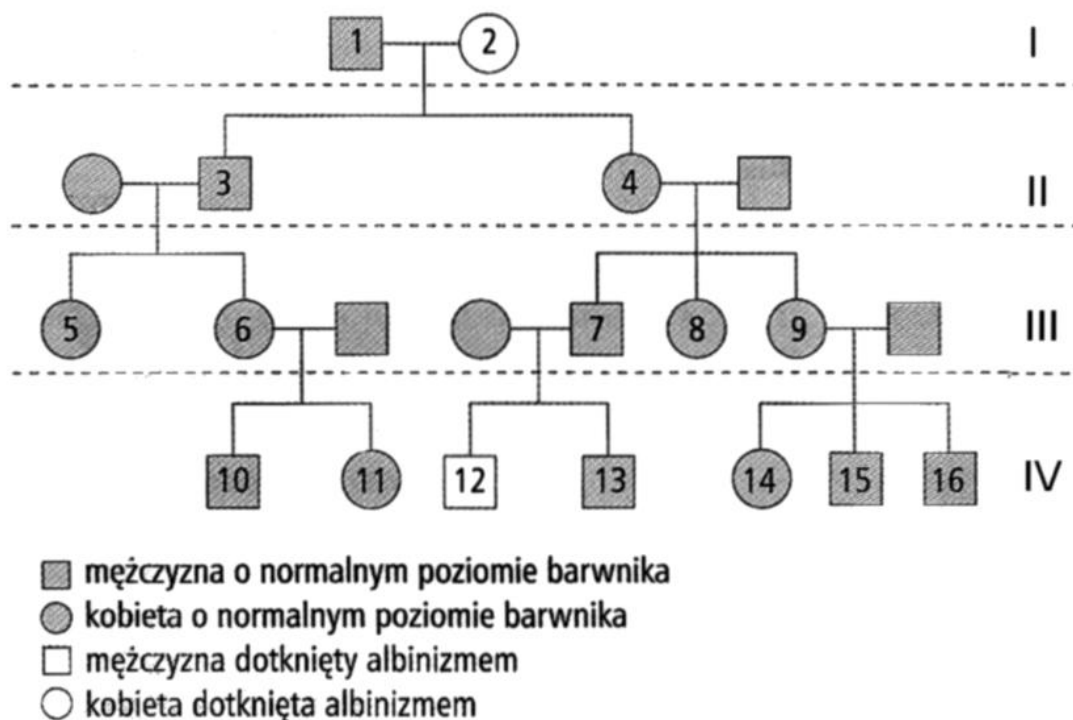 1 2 I
3 4 II
5 6 7 8 9 III
10 11 12 13 14 15 16 IV
mężczyzna o normalnym poziomie barwnika
kobieta o normalnym poziomie barwnika
mężczyzna dotknięty albinizmem
kobieta dotknięta albinizmem